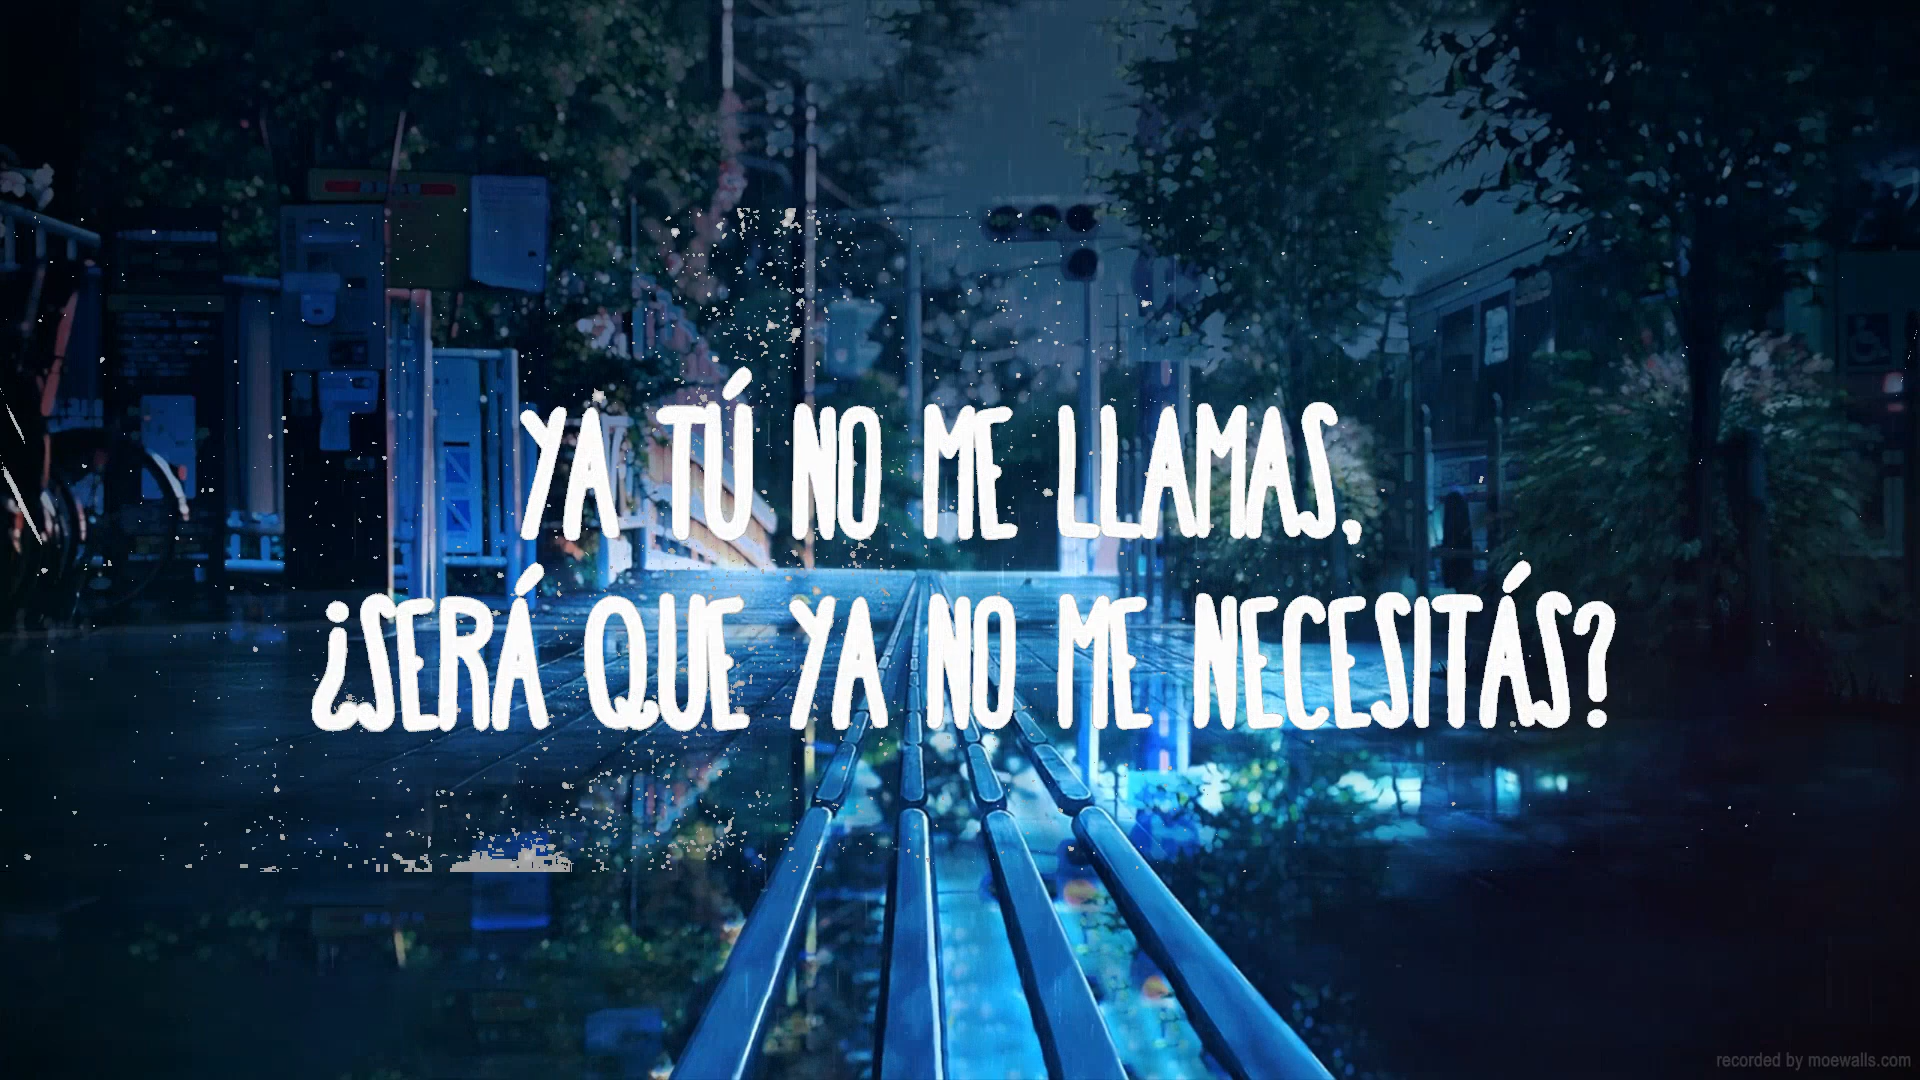 YA TÚ NO ME LLAMAS,
¿SERÁ QUE YA NO ME NECESITÁS?
recorded by moewalls.com